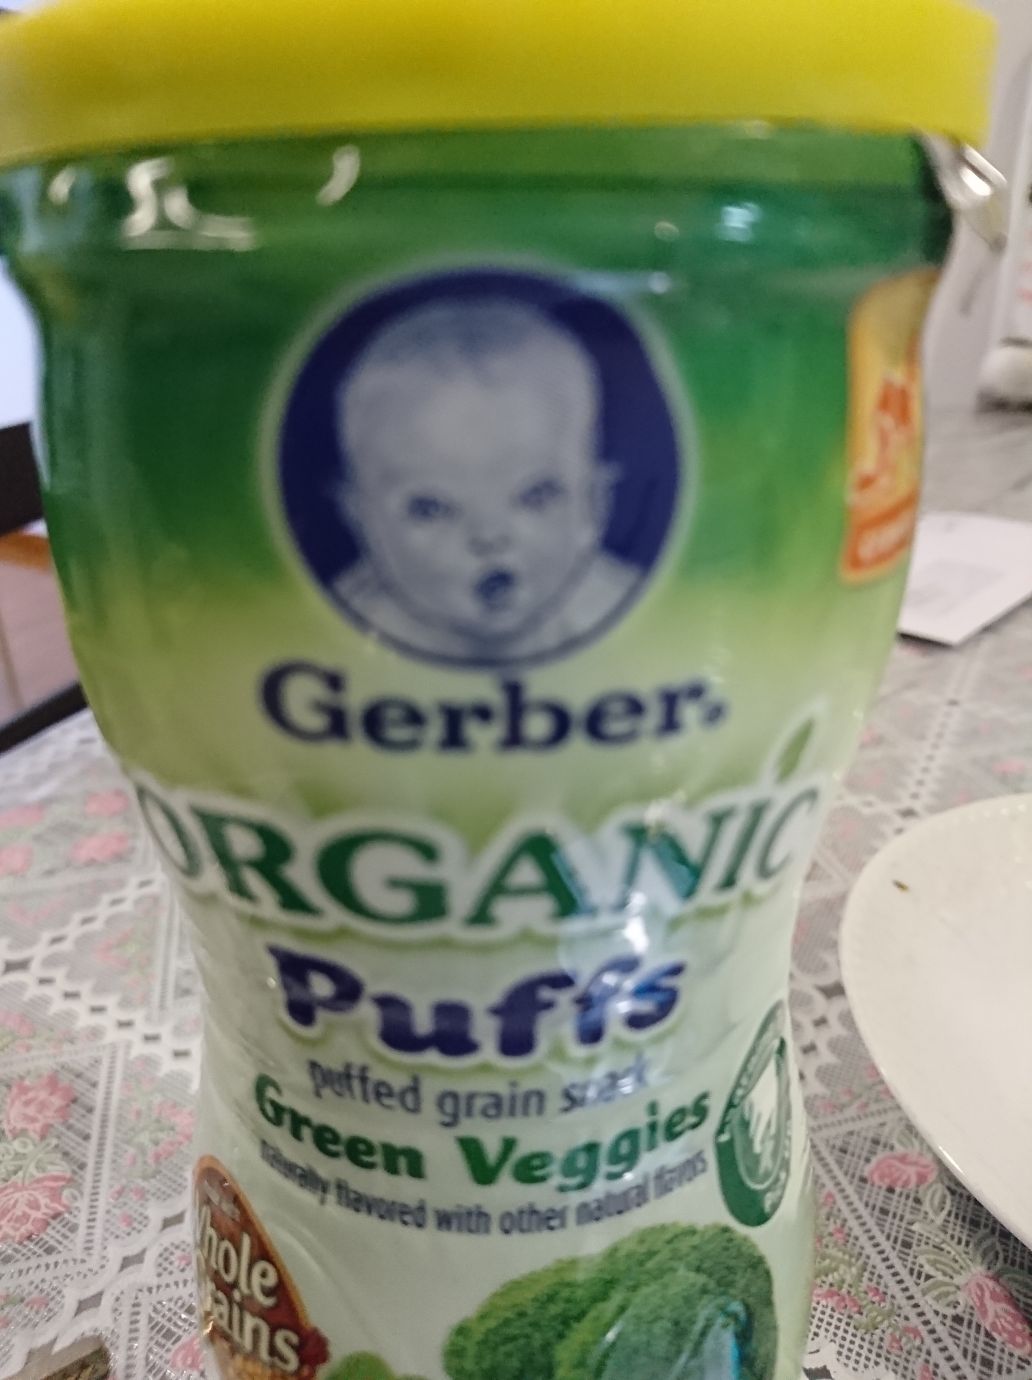 Gerber
ORGANIC
Puffs
puffed grain snack
Green Veggies
naturally flavored with other natural flavors
Whole
Grains